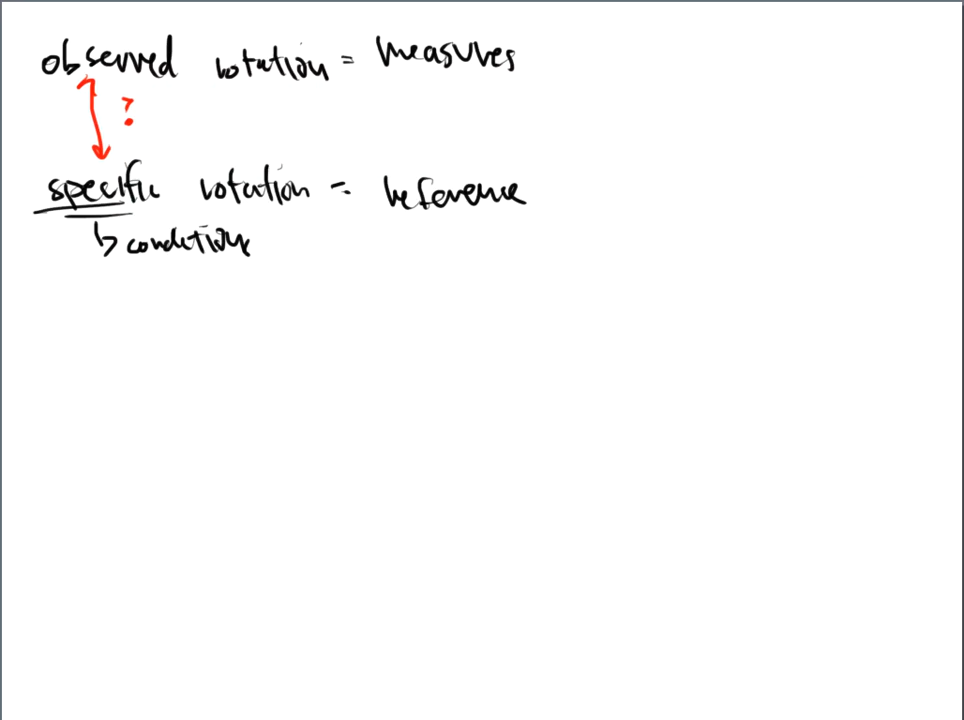 observed rotation = measures
?
specific rotation = reference
↳ conditions